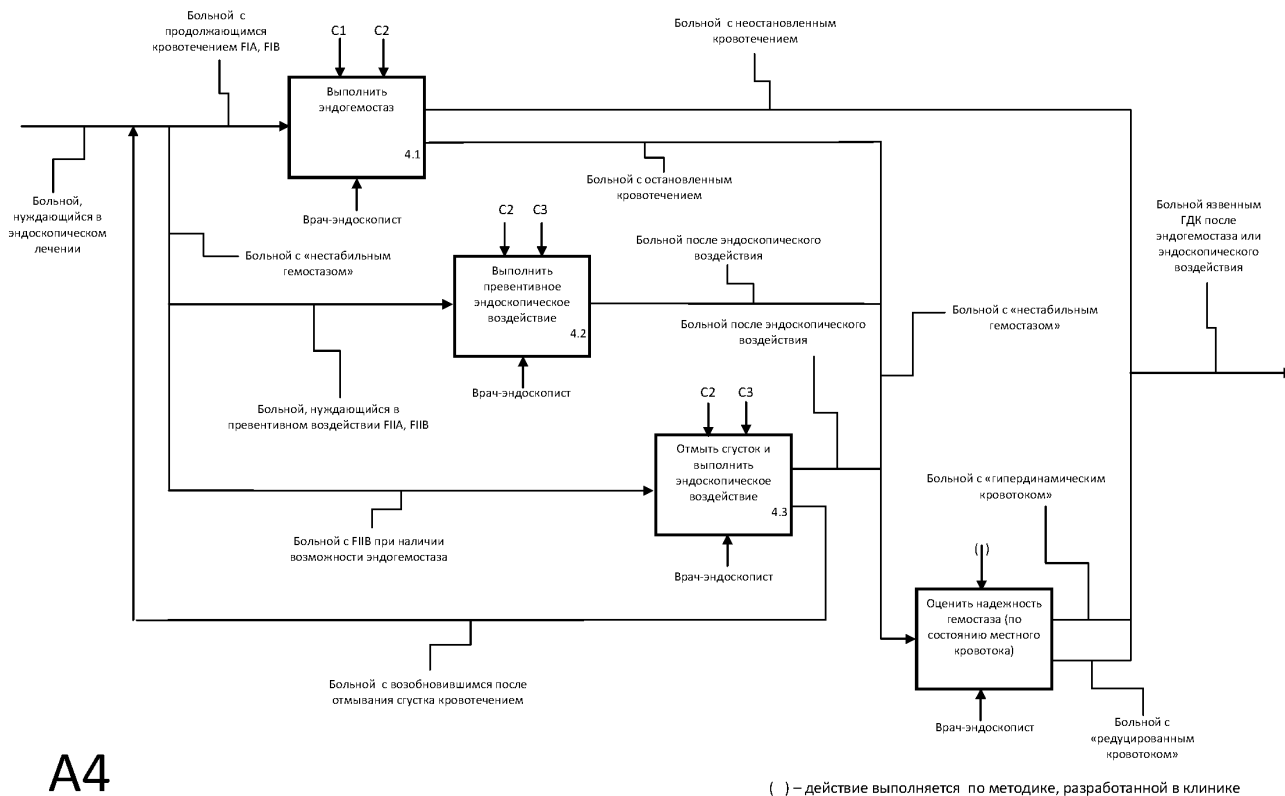 Больной с
продолжающимся
кровотечением FIA, FIB
C1
C2
Больной с неостановленным
кровотечением
Выполнить
эндогемостаз
4.1
Врач-эндоскопист
Больной,
нуждающийся в
эндоскопическом
лечении
Больной с остановленным
кровотечением
Больной язвенным
ГДК после
эндогемостаза или
эндоскопического
воздействия
Больной с «нестабильным
гемостазом»
C2
C3
Выполнить
превентивное
эндоскопическое
воздействие
4.2
Врач-эндоскопист
Больной после эндоскопического
воздействия
Больной после эндоскопического
воздействия
Больной с «нестабильным
гемостазом»
Больной, нуждающийся в
превентивном воздействии FIIA, FIIB
C2
C3
Отмыть сгусток и
выполнить
эндоскопическое
воздействие
4.3
Врач-эндоскопист
Больной с «гипердинамическим
кровотоком»
Больной с FIIB при наличии
возможности эндогемостаза
( )
Оценить надежность
гемостаза (по
состоянию местного
кровотока)
Врач-эндоскопист
Больной с возобновившимся после
отмывания сгустка кровотечением
Больной с
«редуцированным
кровотоком»
A4
( ) – действие выполняется по методике, разработанной в клинике